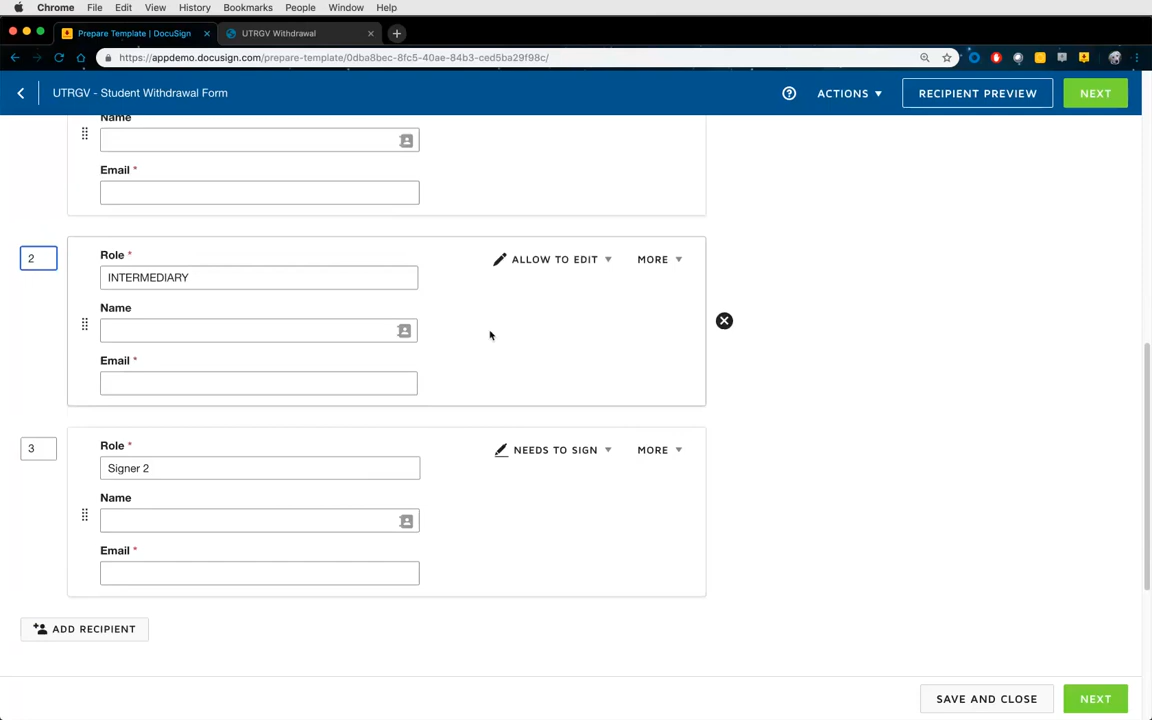 Chrome File Edit View History Bookmarks People Window Help
Prepare Template | DocuSign
UTRGV Withdrawal
https://appdemo.docusign.com/prepare-template/0dba8bec-8fc5-40ae-84b3-ced5ba29f98c/
UTRGV - Student Withdrawal Form
ACTIONS
RECIPIENT PREVIEW
NEXT
Name
Email *
2
Role *
ALLOW TO EDIT
MORE
INTERMEDIARY
Name
Email *
3
Role *
NEEDS TO SIGN
MORE
Signer 2
Name
Email *
ADD RECIPIENT
SAVE AND CLOSE
NEXT